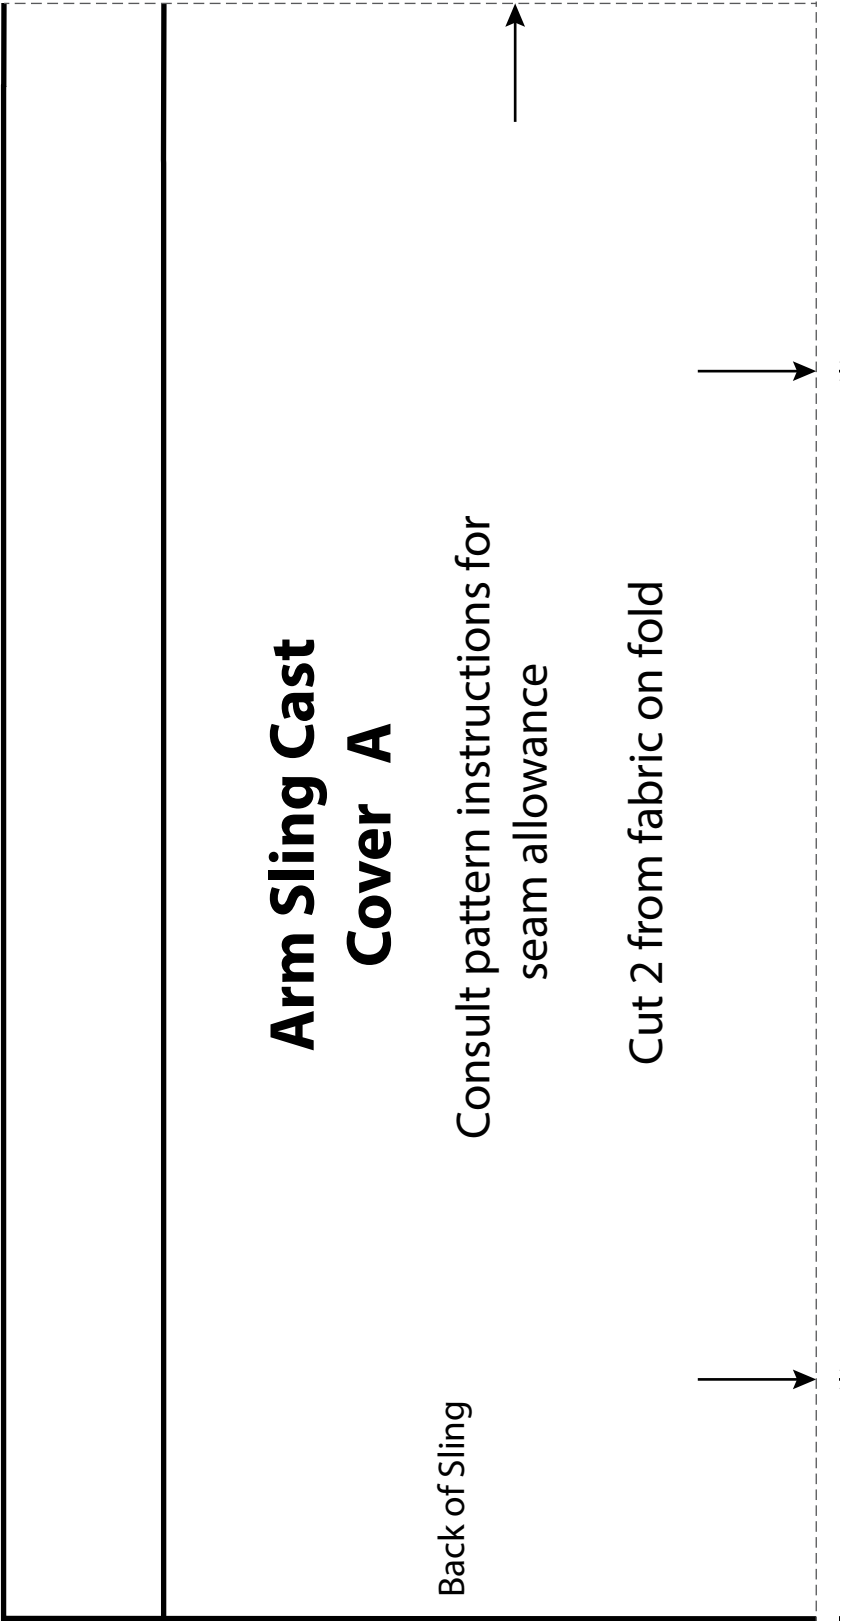 Arm Sling Cast
Cover A
Consult pattern instructions for
seam allowance
Cut 2 from fabric on fold
Back of Sling